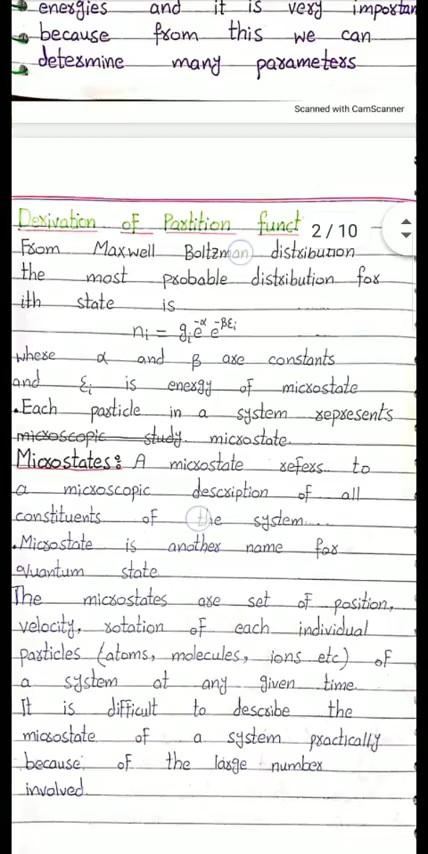 energies and it is very importan
because from this we can
determine many parameters
Scanned with CamScanner
Derivation of Partition funct 2/10
From Maxwell Boltzman distribution
the most probable distribution for
ith state is
nᵢ = gᵢe⁻ᵅ e⁻ᵝᵋⁱ
where α and β are constants
and Ɛᵢ is energy of microstate
.Each particle in a system represents
microscopic study. microstate.
Microstates: A microstate refers to
a microscopic description of all
constituents of the system....
.Microstate is another name for
quantum state
The microstates are set of position,
velocity, rotation of each individual
particles (atoms, molecules, ions etc) of
a system at any given time.
It is difficult to describe the
microstate of a system practically
because of the large number
involved.